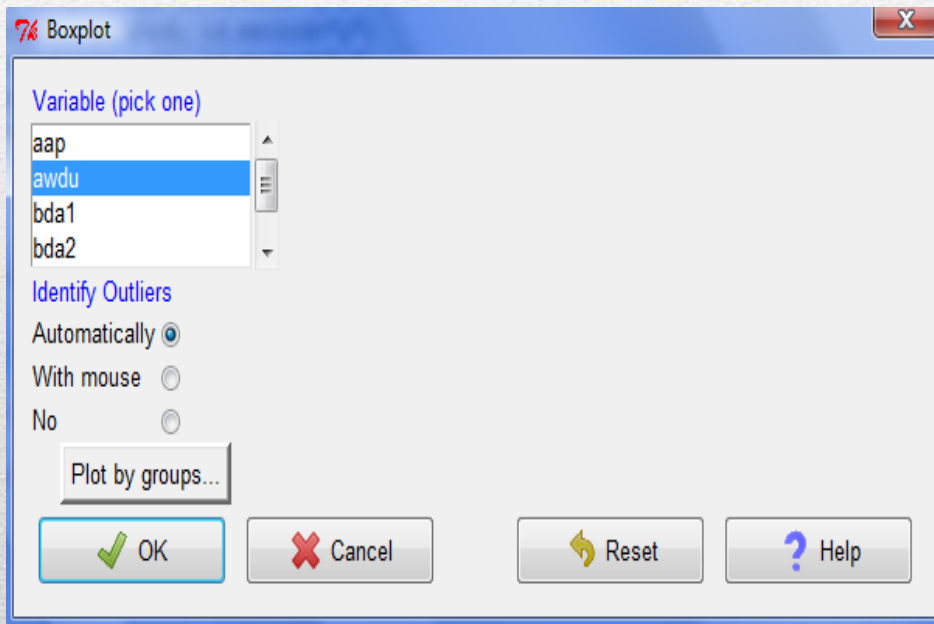 Boxplot
Variable (pick one)
aap
awdu
bda1
bda2
Identify Outliers
Automatically
With mouse
No
Plot by groups...
OK
Cancel
Reset
Help